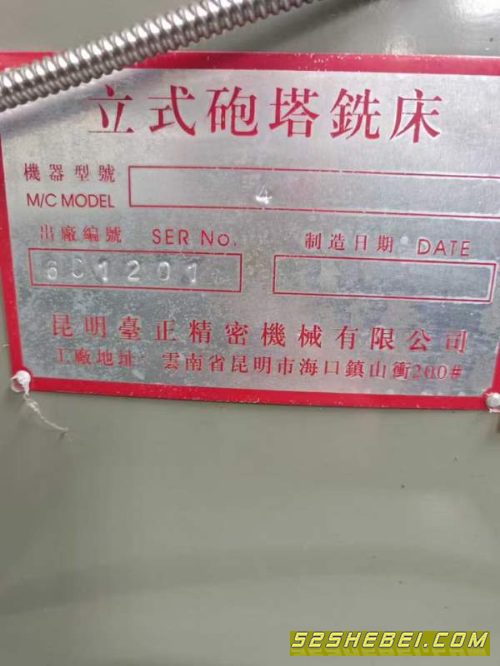 立式砲塔銑床
機器型號
M/C MODEL 4
出廠編號 SER No. 制造日期 DATE
681201
昆明臺正精密機械有限公司
工廠地址: 雲南省昆明市海口鎮山衝200#
52SHEBEI.COM